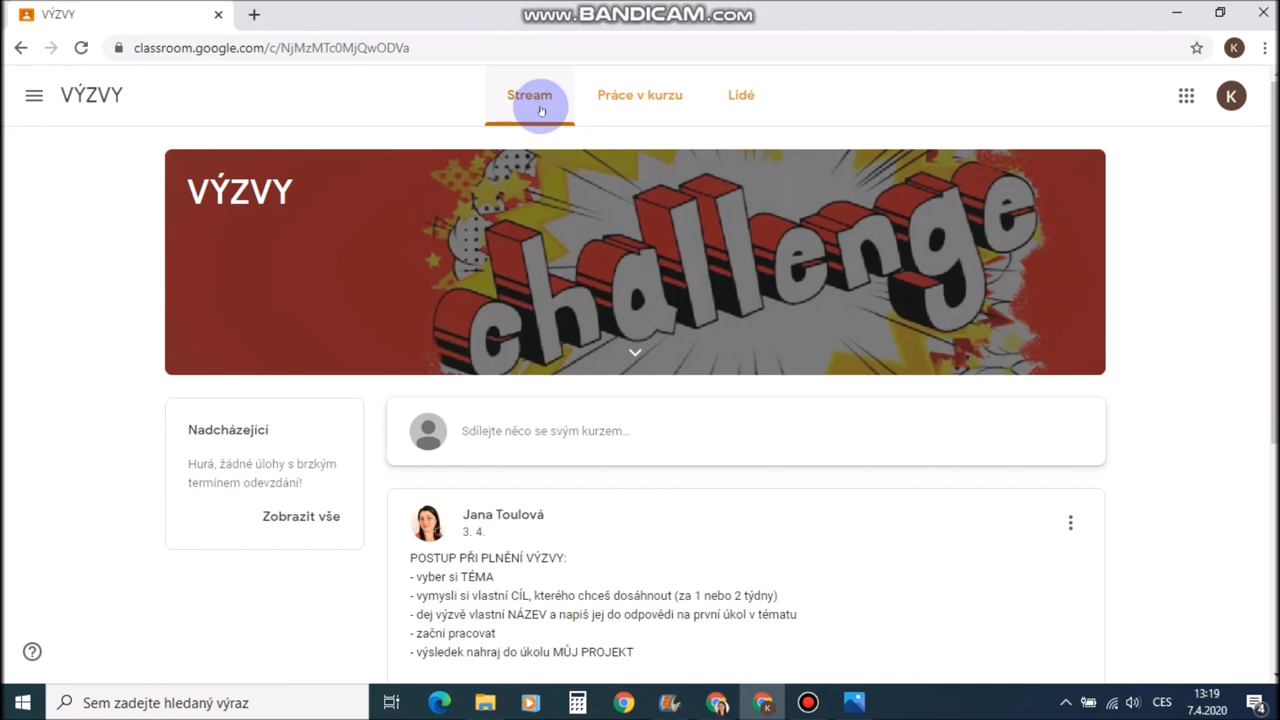 VÝZVY
www.BANDICAM.com
classroom.google.com/c/NjMzMTc0MjQwODVa
K
VÝZVY
Stream
Práce v kurzu
Lidé
K
VÝZVY
challenge
Nadcházející
Hurá, žádné úlohy s brzkým
termínem odevzdání!
Zobrazit vše
Sdílejte něco se svým kurzem…
Jana Toulová
3. 4.
POSTUP PŘI PLNĚNÍ VÝZVY:
- vyber si TÉMA
- vymysli si vlastní CÍL, kterého chceš dosáhnout (za 1 nebo 2 týdny)
- dej výzvě vlastní NÁZEV a napiš jej do odpovědi na první úkol v tématu
- začni pracovat
- výsledek nahraj do úkolu MŮJ PROJEKT
Sem zadejte hledaný výraz
K
CES
13:19
7.4.2020
4